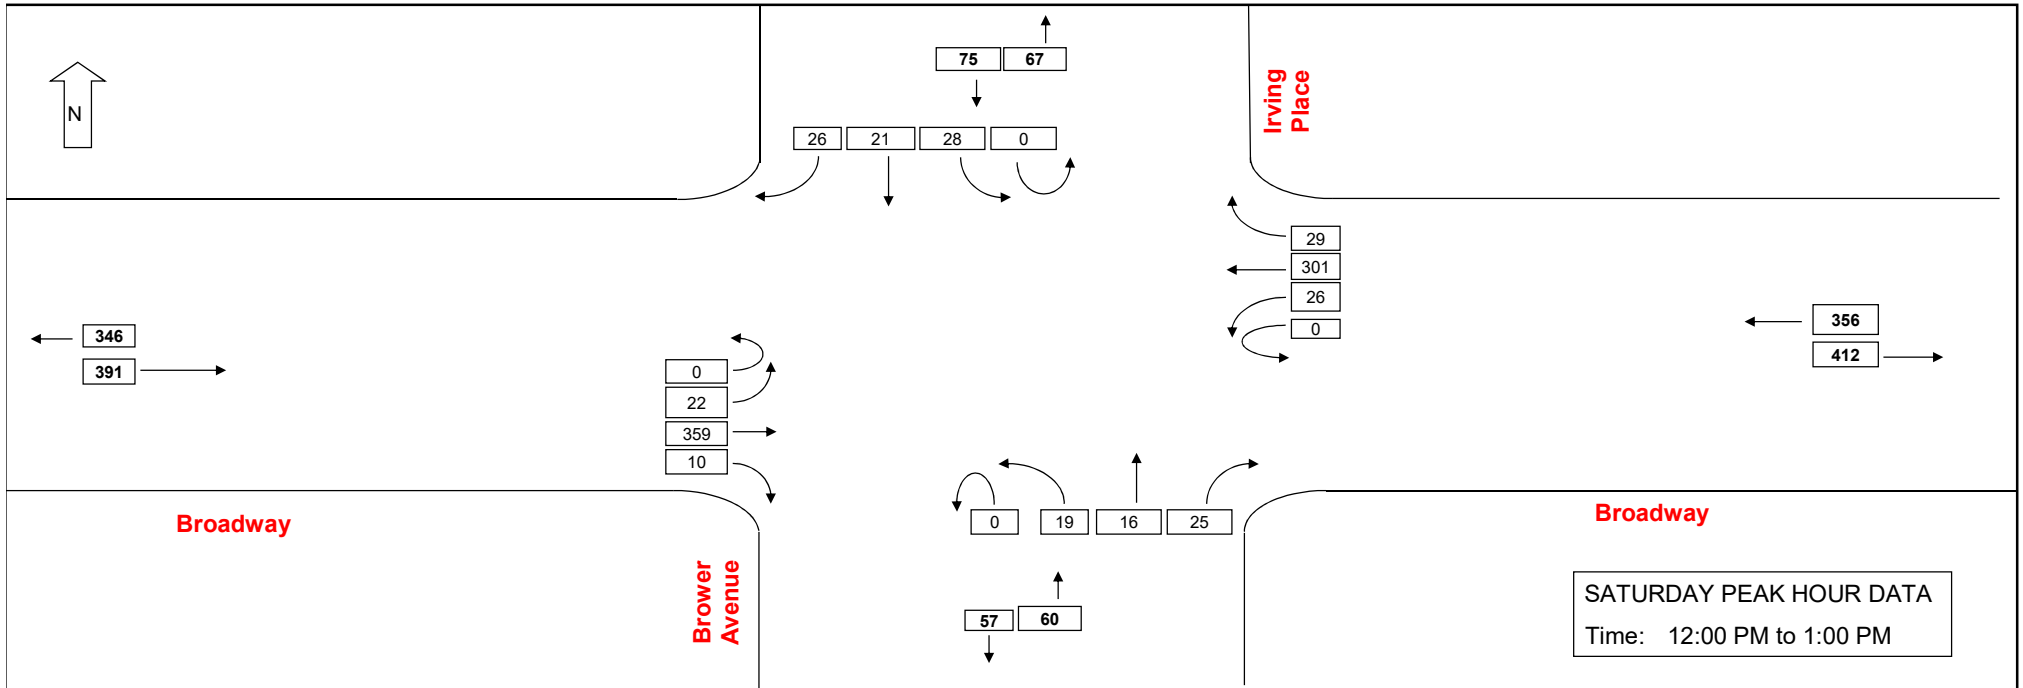 75 67
N
Irving
Place
26 21 28 0
29
301
26
0
346
391
356
412
0
22
359
10
0 19 16 25
Broadway
Broadway
Brower
Avenue
57 60
SATURDAY PEAK HOUR DATA
Time: 12:00 PM to 1:00 PM